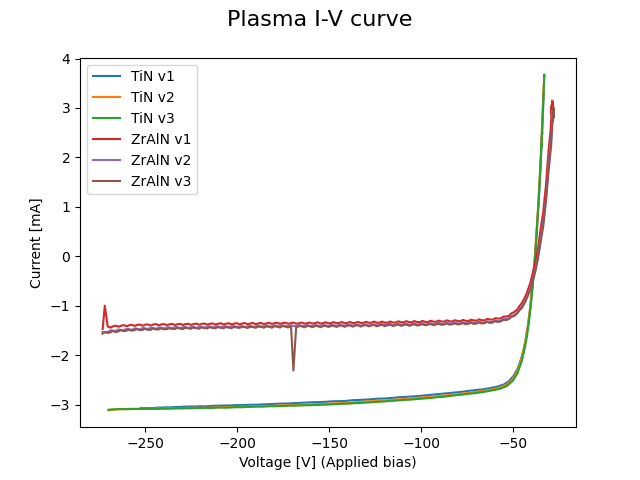 Plasma I-V curve
4
3
2
1
0
−1
−2
−3
Current [mA]
TiN v1
TiN v2
TiN v3
ZrAlN v1
ZrAlN v2
ZrAlN v3
−250 −200 −150 −100 −50
Voltage [V] (Applied bias)